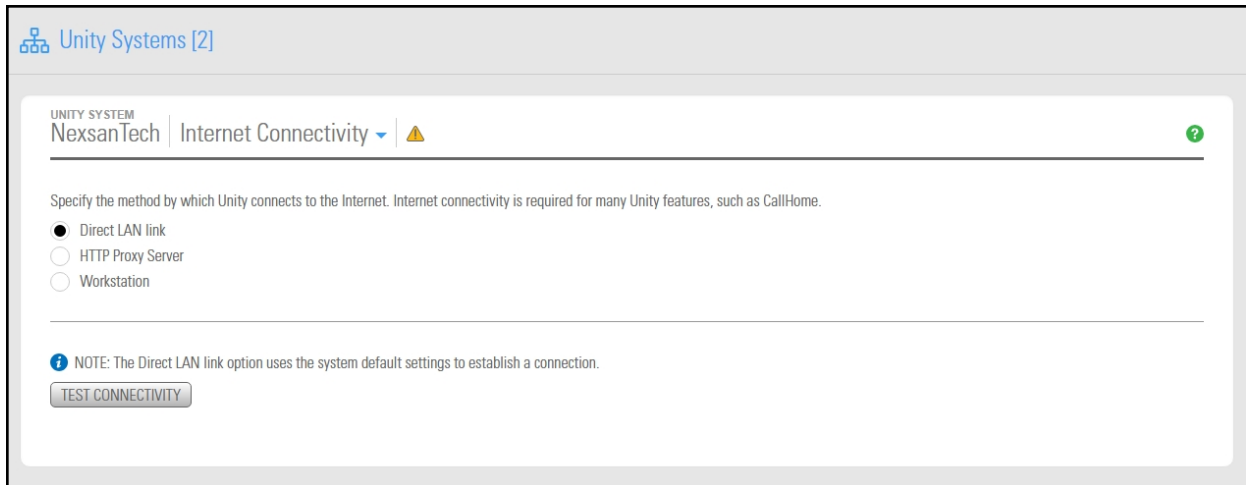 Unity Systems [2]
UNITY SYSTEM
NexsanTech Internet Connectivity
?
Specify the method by which Unity connects to the Internet. Internet connectivity is required for many Unity features, such as CallHome.
Direct LAN link
HTTP Proxy Server
Workstation
i NOTE: The Direct LAN link option uses the system default settings to establish a connection.
TEST CONNECTIVITY